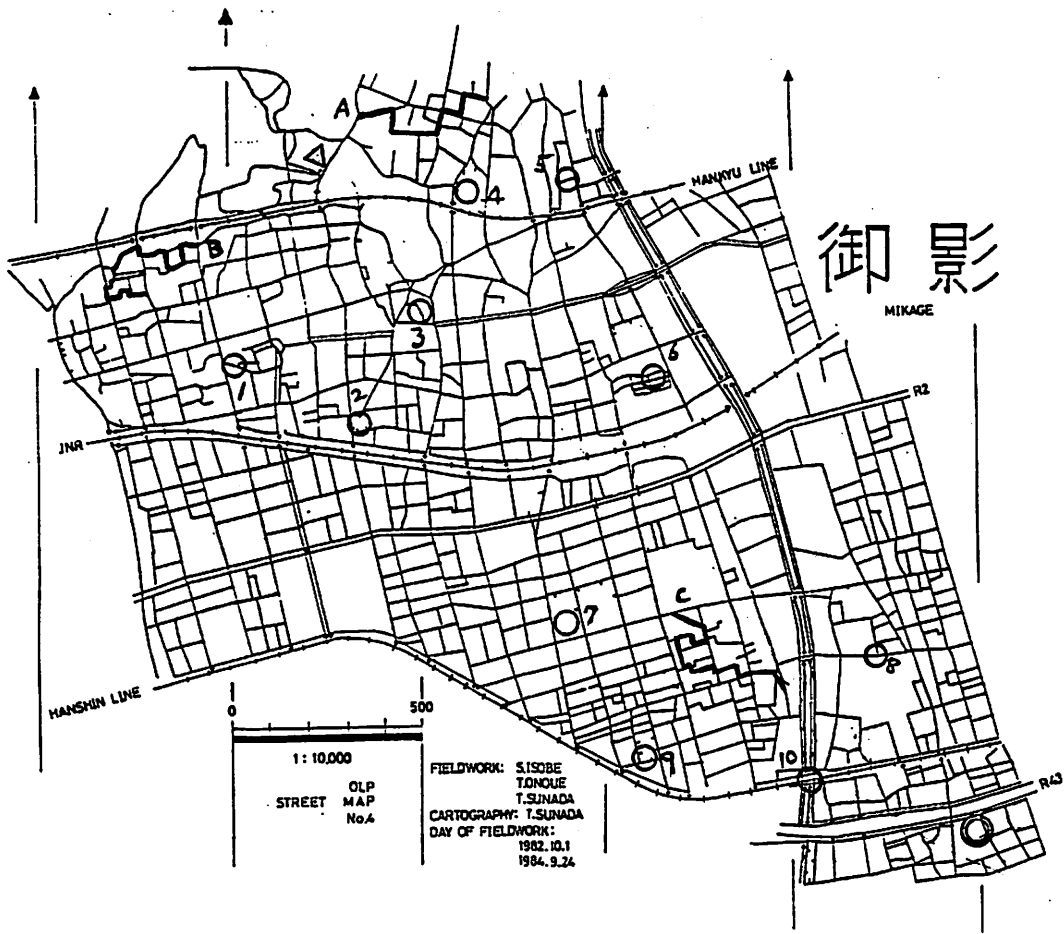 A
5
4
HANKYU LINE
B
御影
MIKAGE
3
6
1
2
JNR
R2
C
7
8
HANSHIN LINE
0 500
1 : 10,000
OLP
STREET MAP
No.4
FIELDWORK: S.ISOBE
T.ONOUE
T.SUNADA
CARTOGRAPHY: T.SUNADA
DAY OF FIELDWORK:
1982.10.1
1984.9.24
9
10
R43